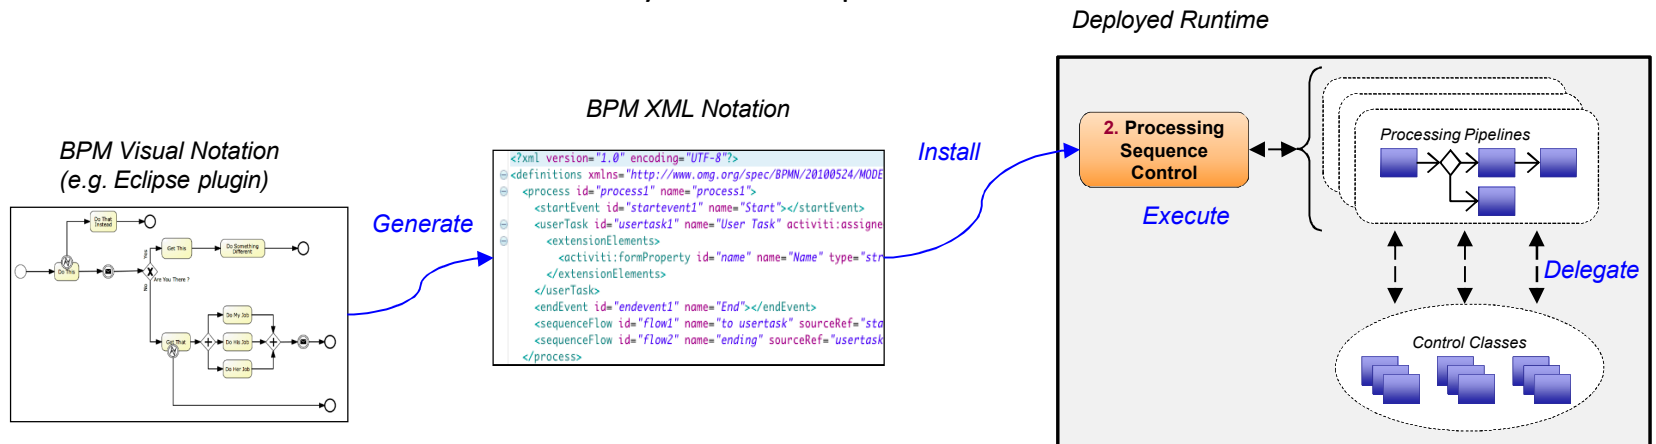 Deployed Runtime
BPM XML Notation
BPM Visual Notation
(e.g. Eclipse plugin)
Do That
Instead
Do This
Yes
No
Are You There ?
Get This
Do Something
Different
Get That
Do My Job
Do His Job
Do Her Job
Generate
<?xml version="1.0" encoding="UTF-8"?>
<definitions xmlns="http://www.omg.org/spec/BPMN/20100524/MODE
<process id="process1" name="process1">
<startEvent id="startevent1" name="Start"></startEvent>
<userTask id="usertask1" name="User Task" activiti:assigne
<extensionElements>
<activiti:formProperty id="name" name="Name" type="str
</extensionElements>
</userTask>
<endEvent id="endevent1" name="End"></endEvent>
<sequenceFlow id="flow1" name="to usertask" sourceRef="sta
<sequenceFlow id="flow2" name="ending" sourceRef="usertask
</process>
Install
2. Processing
Sequence
Control
Execute
Processing Pipelines
Delegate
Control Classes